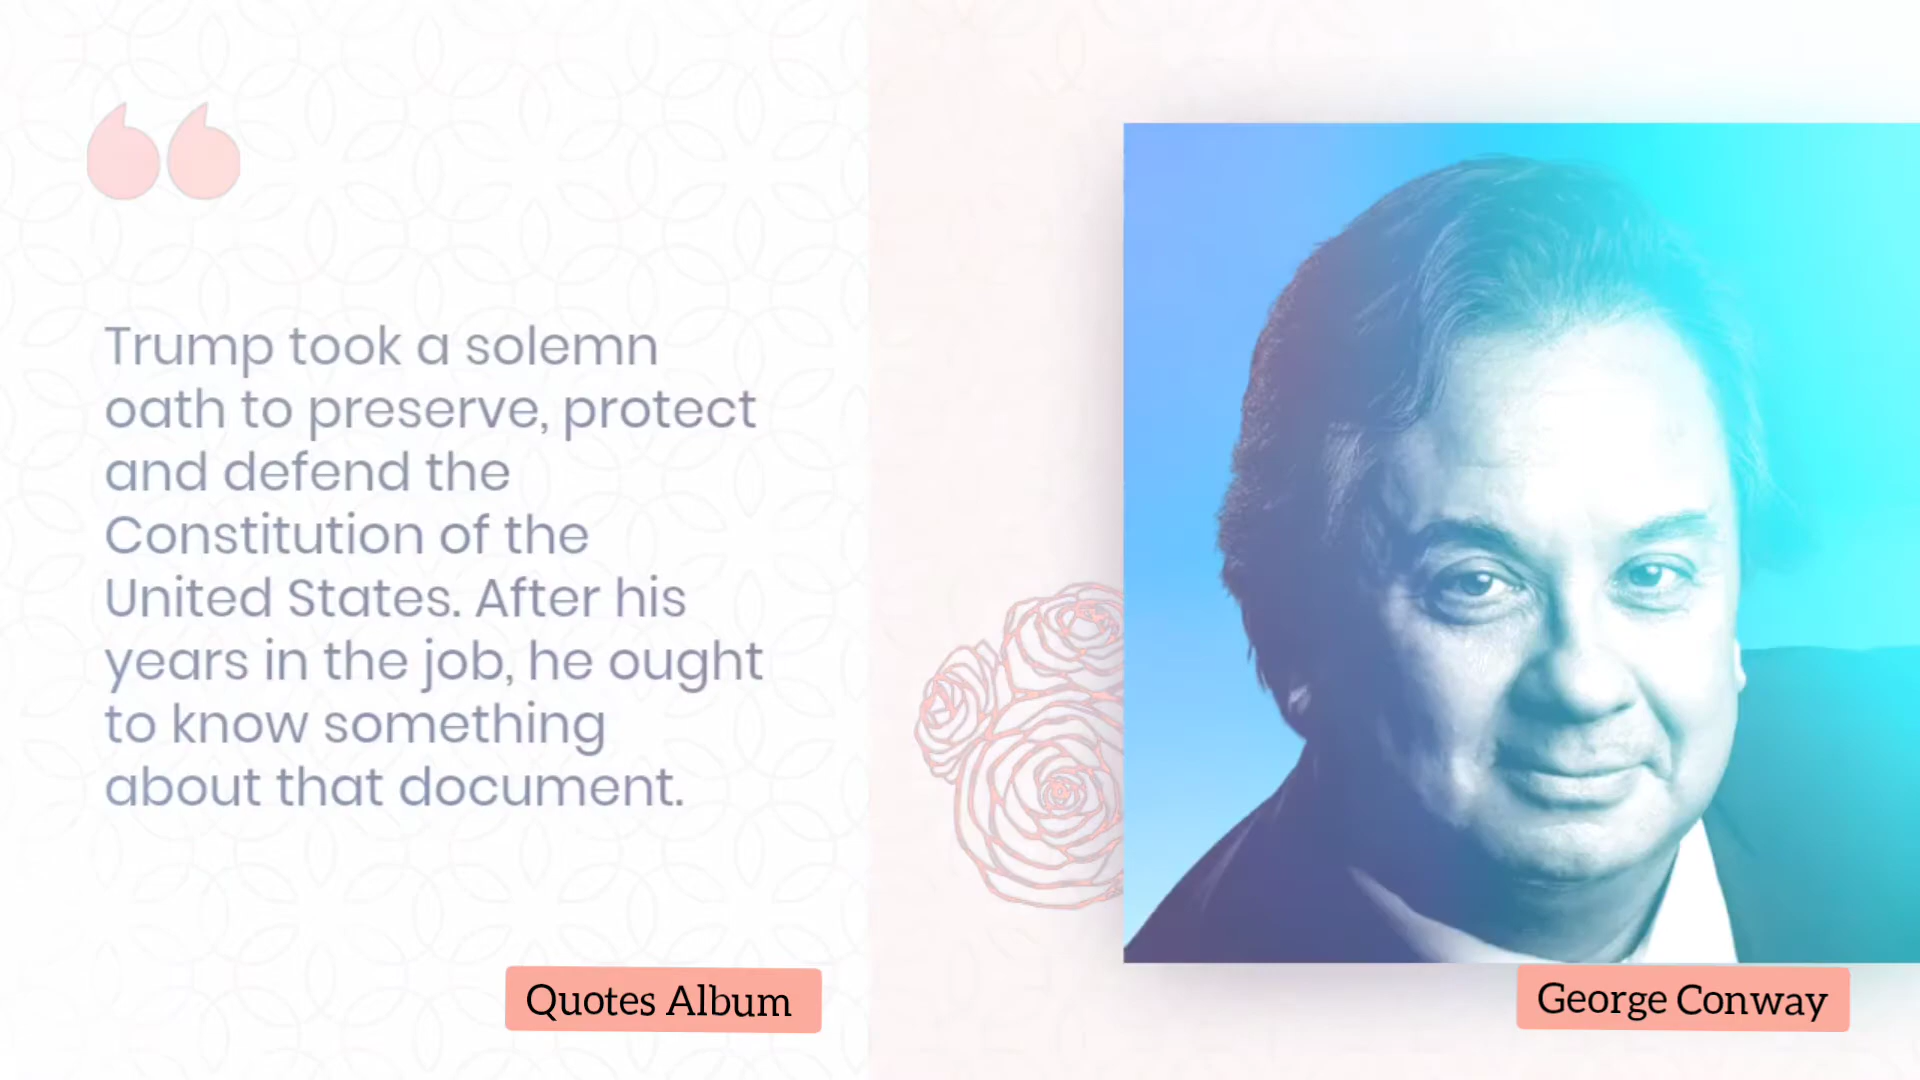 Trump took a solemn
oath to preserve, protect
and defend the
Constitution of the
United States. After his
years in the job, he ought
to know something
about that document.
Quotes Album
George Conway